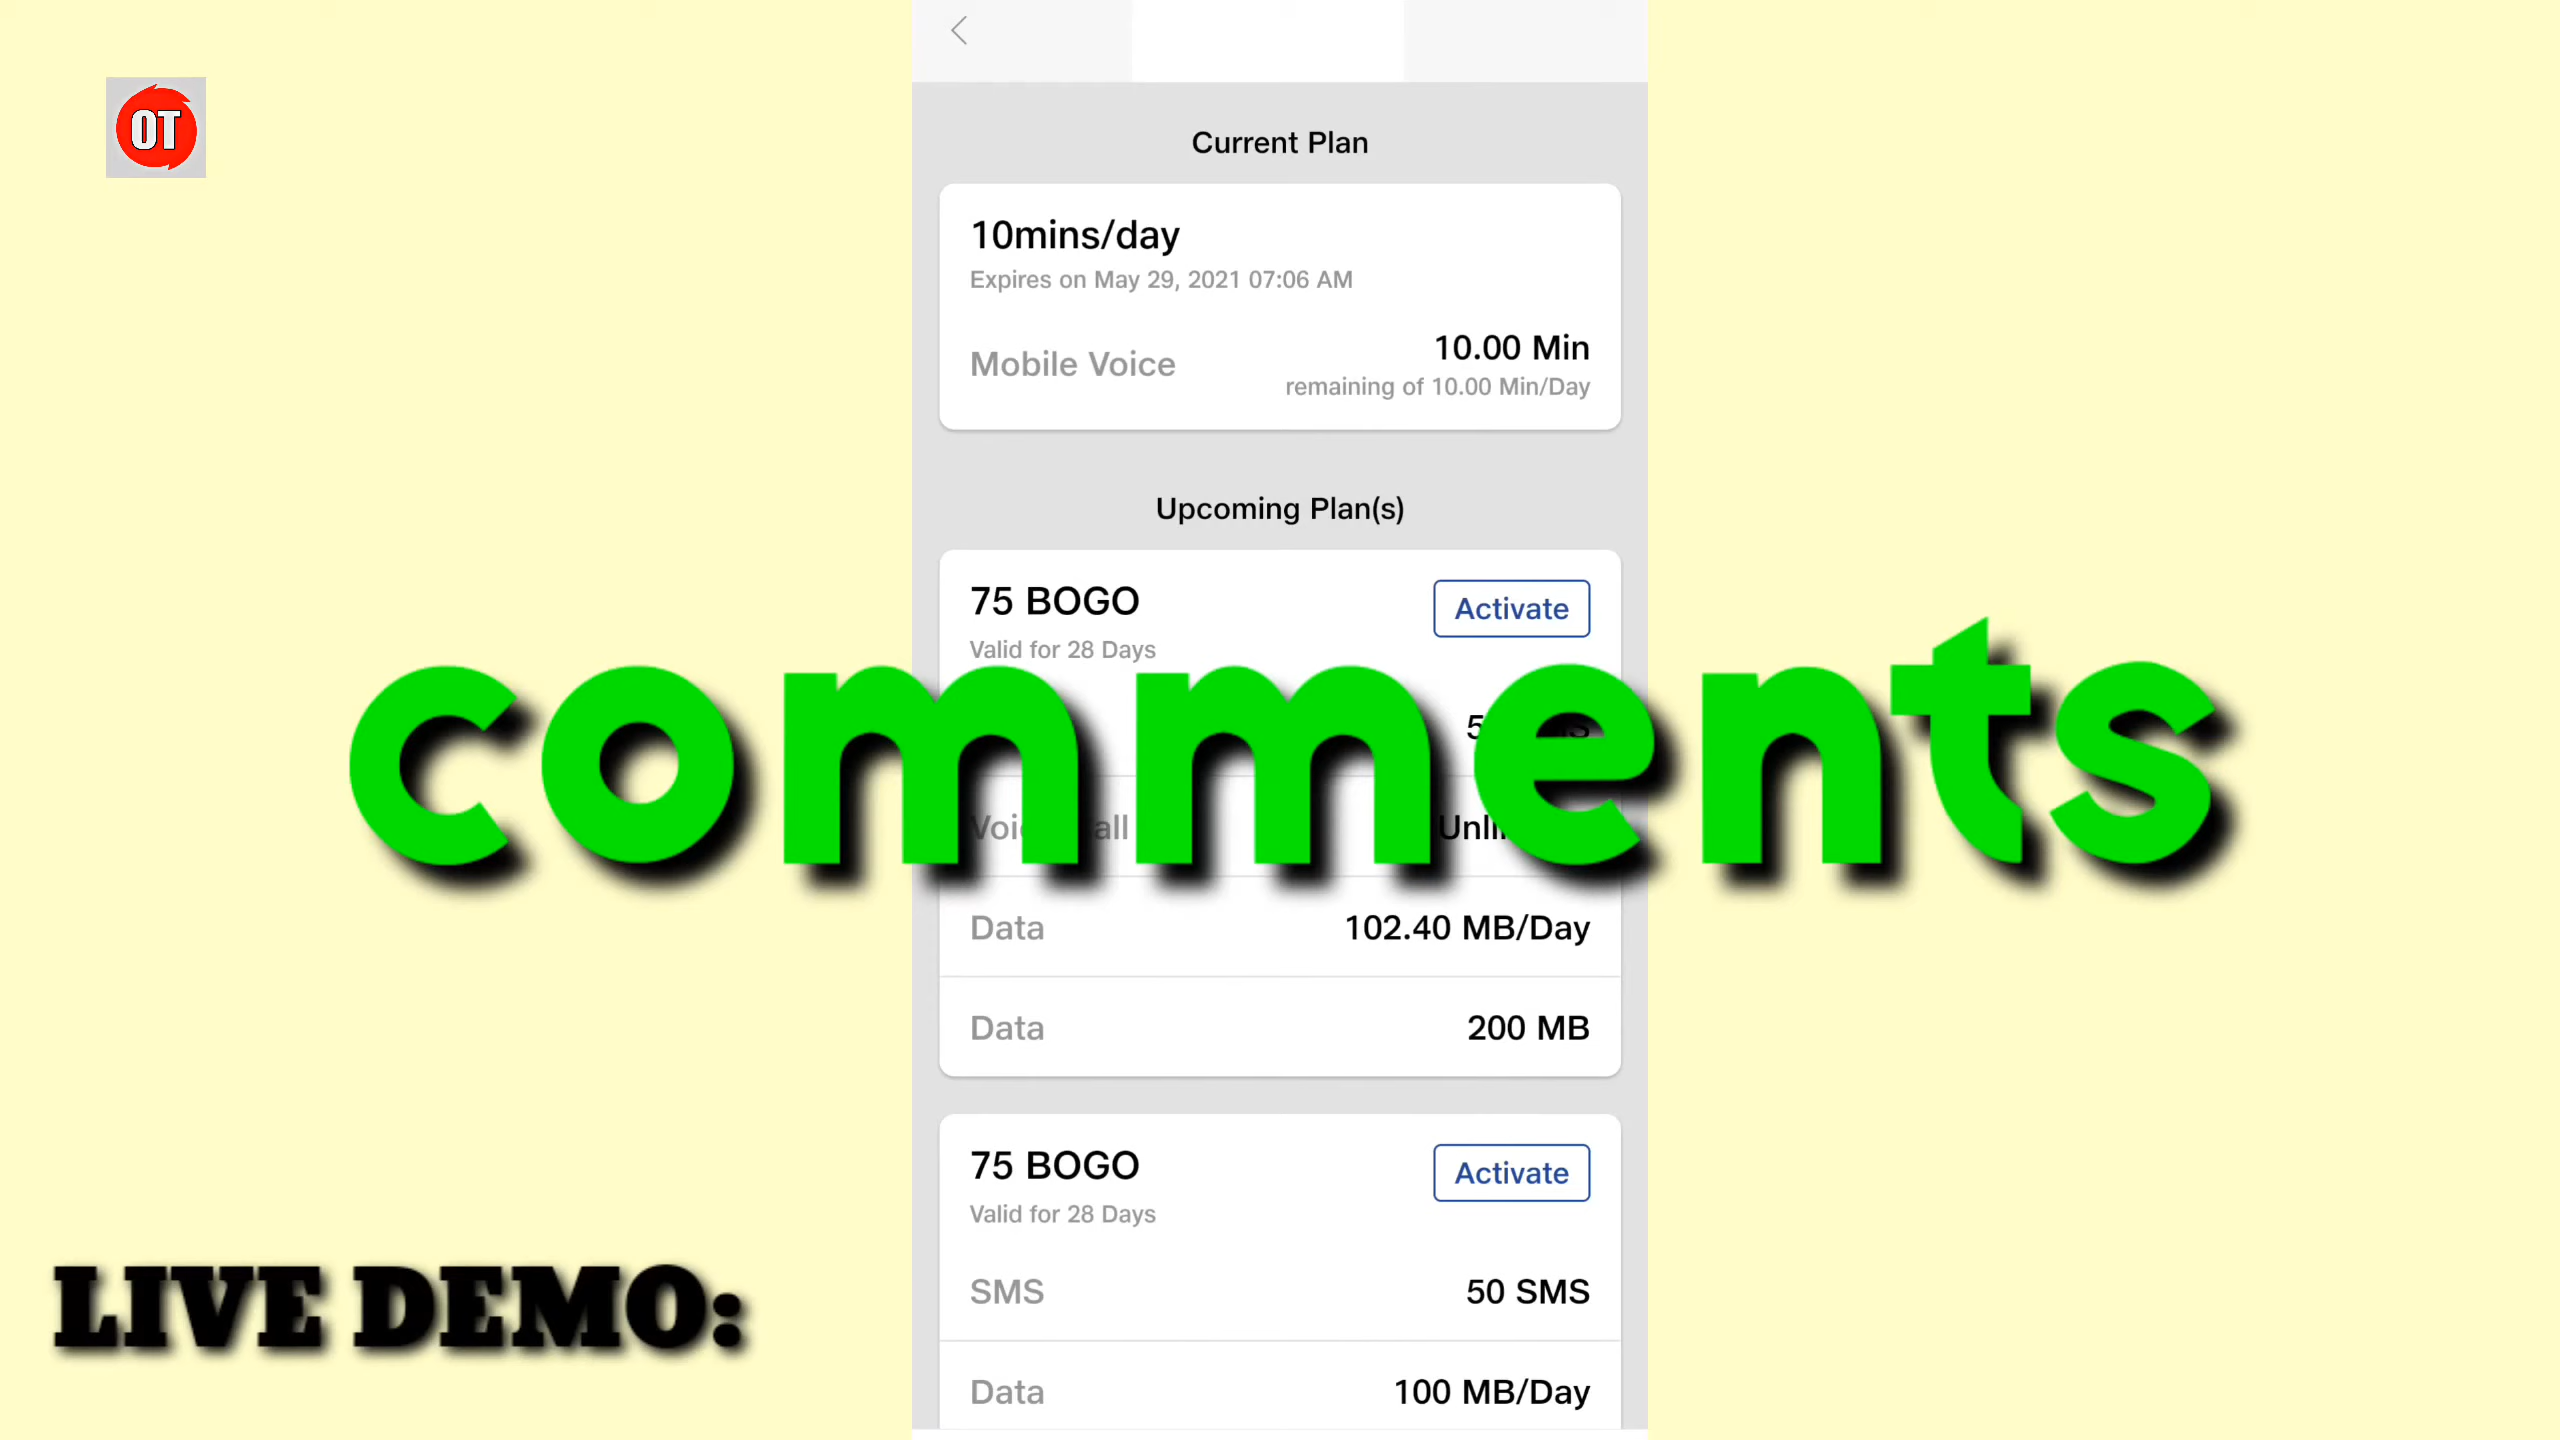 OT
Current Plan
10mins/day
Expires on May 29, 2021 07:06 AM
Mobile Voice
10.00 Min
remaining of 10.00 Min/Day
Upcoming Plan(s)
75 BOGO
Activate
Valid for 28 Days
comments
Data
102.40 MB/Day
Data
200 MB
75 BOGO
Activate
Valid for 28 Days
SMS
50 SMS
Data
100 MB/Day
LIVE DEMO: